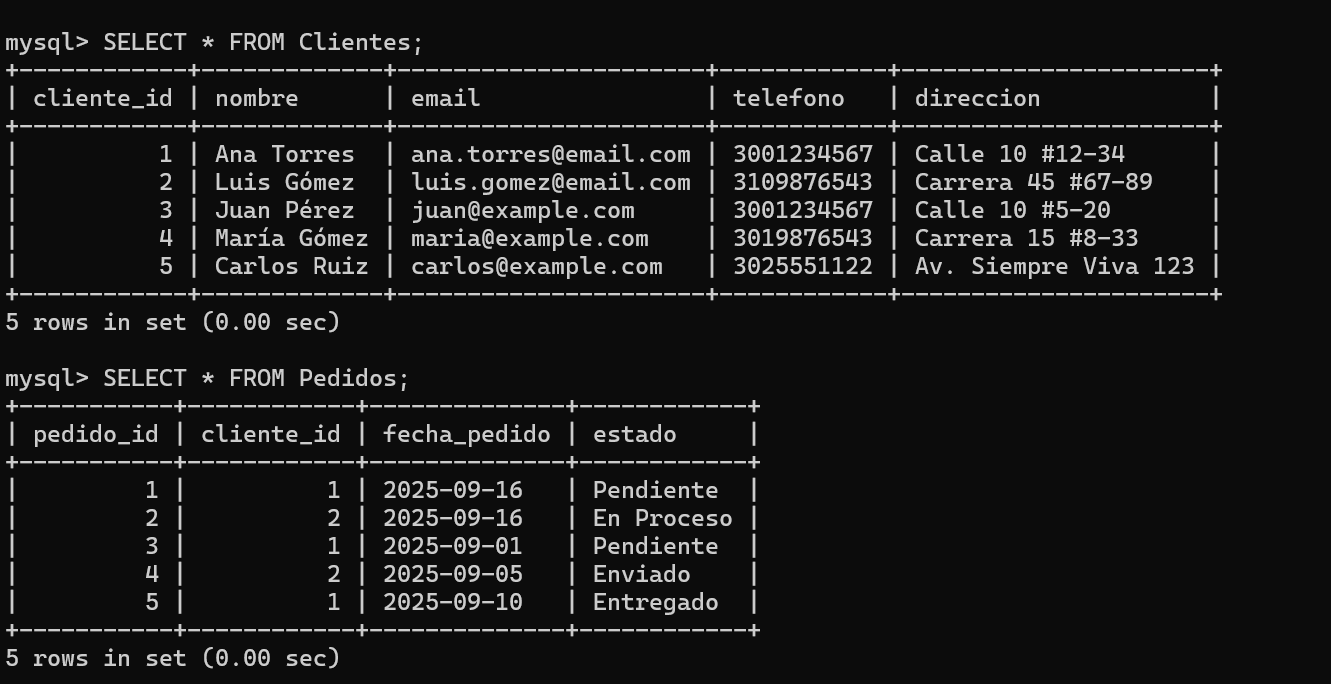 mysql> SELECT * FROM Clientes;
+------------+-------------+----------------------+------------+----------------------+
| cliente_id | nombre      | email                | telefono   | direccion            |
+------------+-------------+----------------------+------------+----------------------+
|          1 | Ana Torres  | ana.torres@email.com | 3001234567 | Calle 10 #12-34      |
|          2 | Luis Gómez  | luis.gomez@email.com | 3109876543 | Carrera 45 #67-89    |
|          3 | Juan Pérez  | juan@example.com     | 3001234567 | Calle 10 #5-20       |
|          4 | María Gómez | maria@example.com    | 3019876543 | Carrera 15 #8-33     |
|          5 | Carlos Ruiz | carlos@example.com   | 3025551122 | Av. Siempre Viva 123 |
+------------+-------------+----------------------+------------+----------------------+
5 rows in set (0.00 sec)

mysql> SELECT * FROM Pedidos;
+-----------+------------+--------------+------------+
| pedido_id | cliente_id | fecha_pedido | estado     |
+-----------+------------+--------------+------------+
|         1 |          1 | 2025-09-16   | Pendiente  |
|         2 |          2 | 2025-09-16   | En Proceso |
|         3 |          1 | 2025-09-01   | Pendiente  |
|         4 |          2 | 2025-09-05   | Enviado    |
|         5 |          1 | 2025-09-10   | Entregado  |
+-----------+------------+--------------+------------+
5 rows in set (0.00 sec)